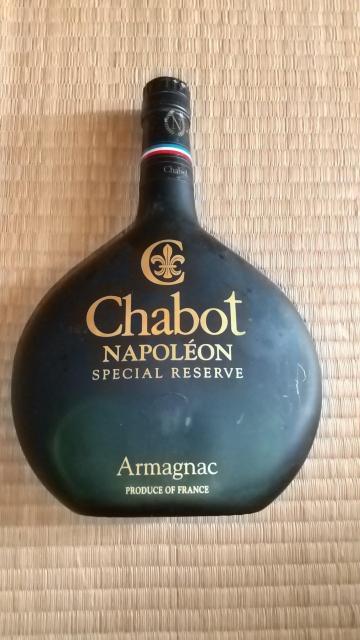 N
Chabot
C
Chabot
NAPOLÉON
SPECIAL RESERVE
Armagnac
PRODUCE OF FRANCE